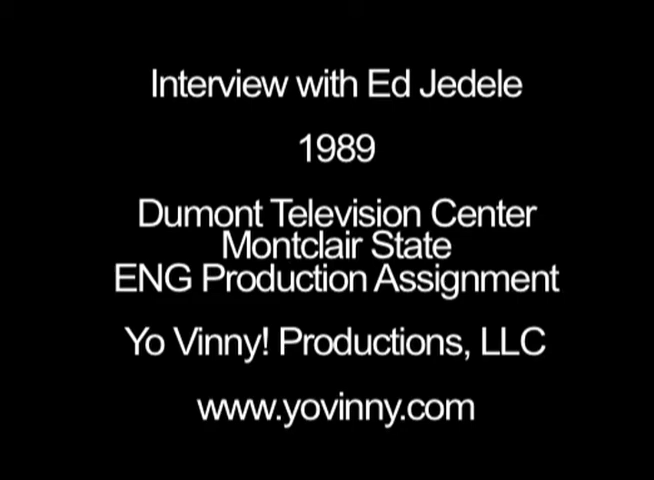 Interview with Ed Jedele
1989
Dumont Television Center
Montclair State
ENG Production Assignment
Yo Vinny! Productions, LLC
www.yovinny.com